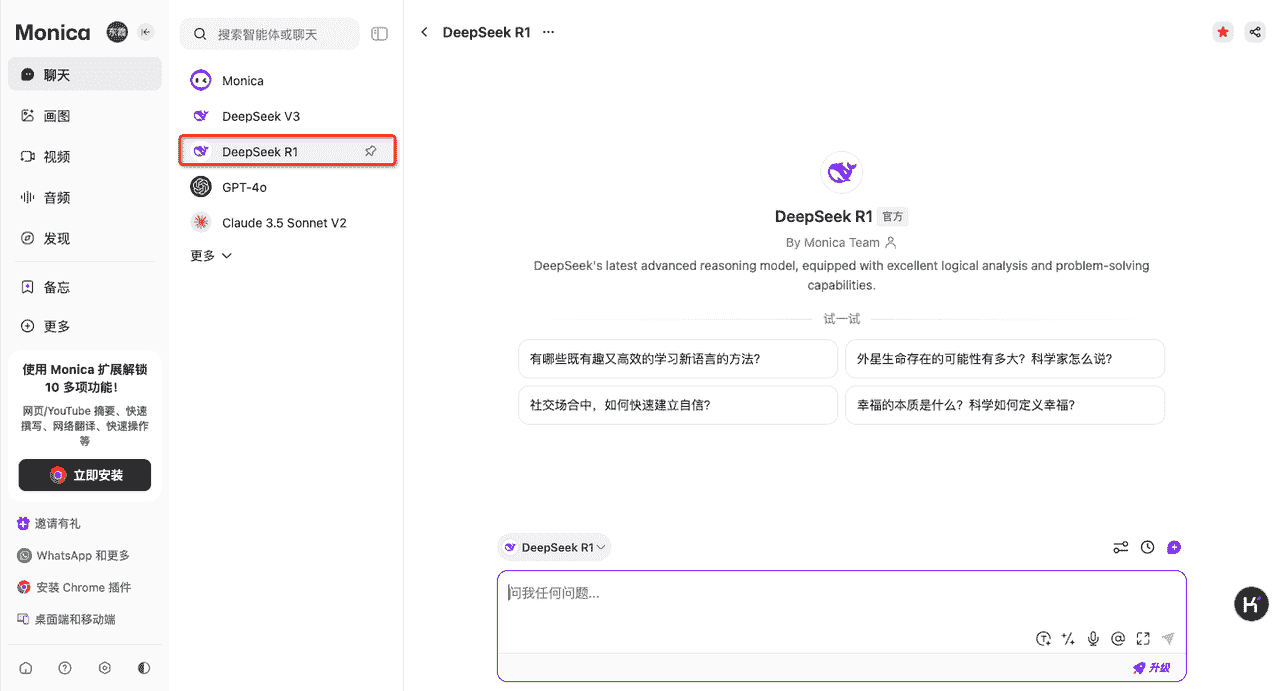 Monica
东霖
聊天
画图
视频
音频
发现
备忘
更多
使用 Monica 扩展解锁
10 多项功能！
网页/YouTube 摘要、快速
撰写、网络翻译、快速操作
等
立即安装
邀请有礼
WhatsApp 和更多
安装 Chrome 插件
桌面端和移动端
搜索智能体或聊天
Monica
DeepSeek V3
DeepSeek R1
GPT-4o
Claude 3.5 Sonnet V2
更多
DeepSeek R1 ...
DeepSeek R1 官方
By Monica Team
DeepSeek's latest advanced reasoning model, equipped with excellent logical analysis and problem-solving
capabilities.
试一试
有哪些既有趣又高效的学习新语言的方法?
外星生命存在的可能性有多大？科学家怎么说?
社交场合中，如何快速建立自信?
幸福的本质是什么？科学如何定义幸福?
DeepSeek R1
问我任何问题...
升级